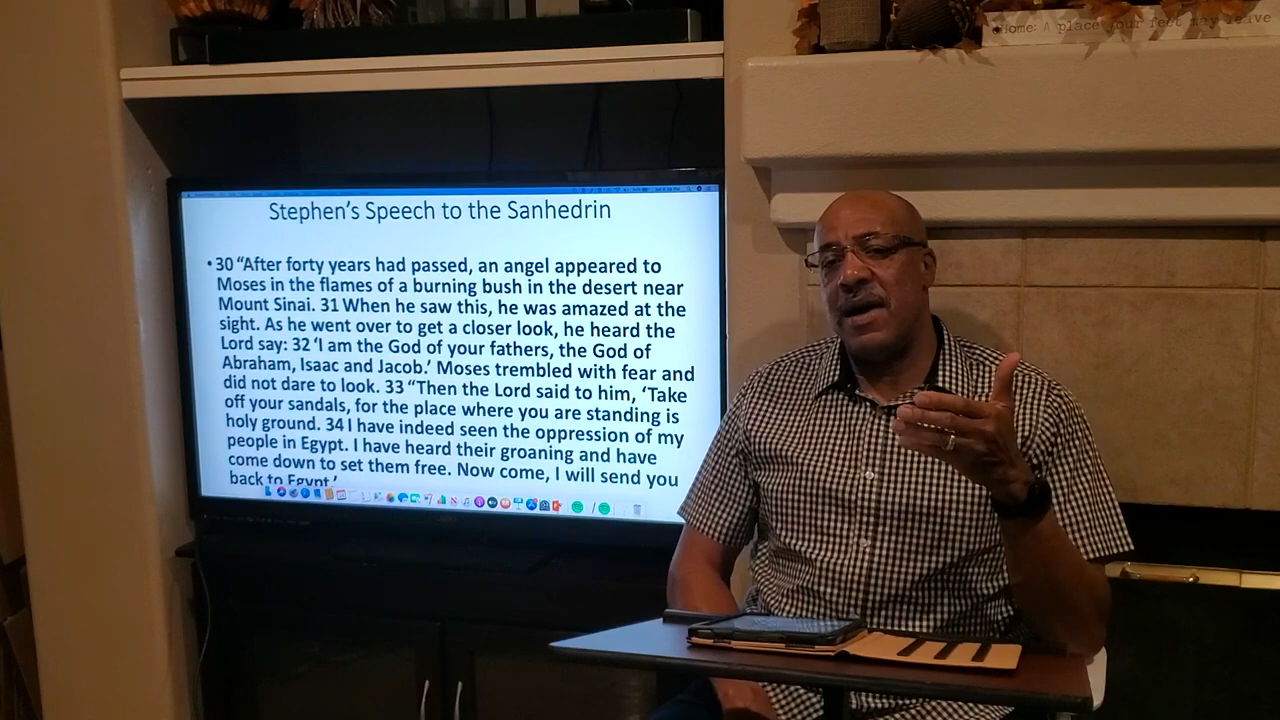 Home: A place your feet may leave
Stephen's Speech to the Sanhedrin
• 30 “After forty years had passed, an angel appeared to
Moses in the flames of a burning bush in the desert near
Mount Sinai. 31 When he saw this, he was amazed at the
sight. As he went over to get a closer look, he heard the
Lord say: 32 ‘I am the God of your fathers, the God of
Abraham, Isaac and Jacob.’ Moses trembled with fear and
did not dare to look. 33 “Then the Lord said to him, ‘Take
off your sandals, for the place where you are standing is
holy ground. 34 I have indeed seen the oppression of my
people in Egypt. I have heard their groaning and have
come down to set them free. Now come, I will send you
back to Egypt.’